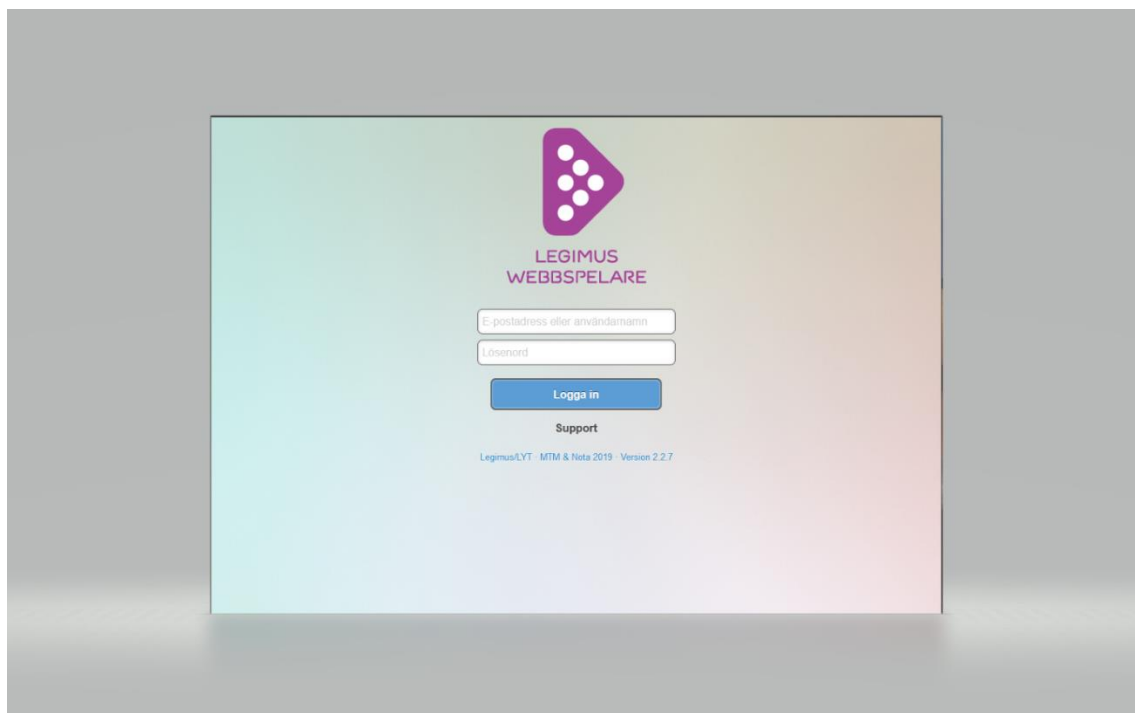 LEGIMUS
WEBBSPELARE
E-postadress eller användarnamn
Lösenord
Logga in
Support
Legimus/LYT · MTM & Nota 2019 · Version 2.2.7